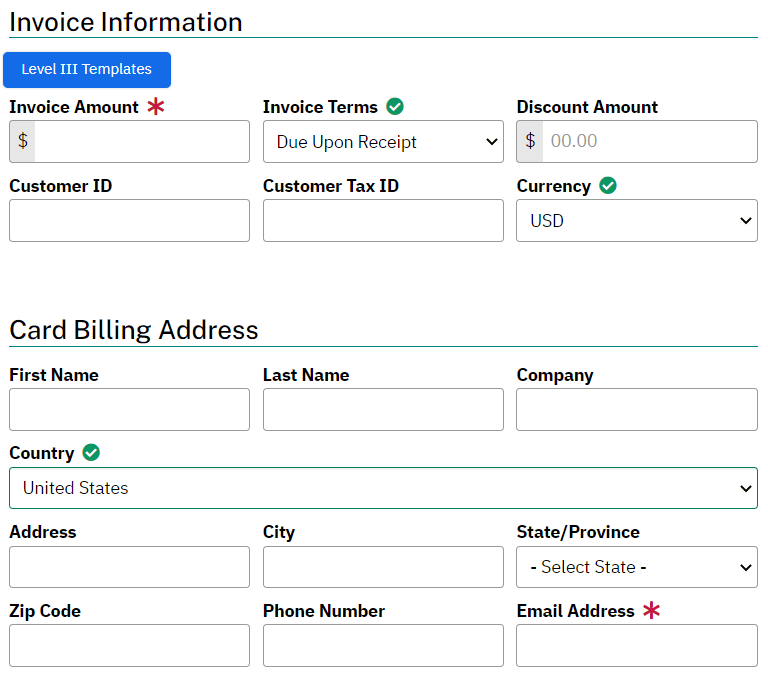 Invoice Information
Level III Templates
Invoice Amount * Invoice Terms Discount Amount
$ Due Upon Receipt $ 00.00
Customer ID Customer Tax ID Currency
USD
Card Billing Address
First Name Last Name Company
Country
United States
Address City State/Province
- Select State -
Zip Code Phone Number Email Address *